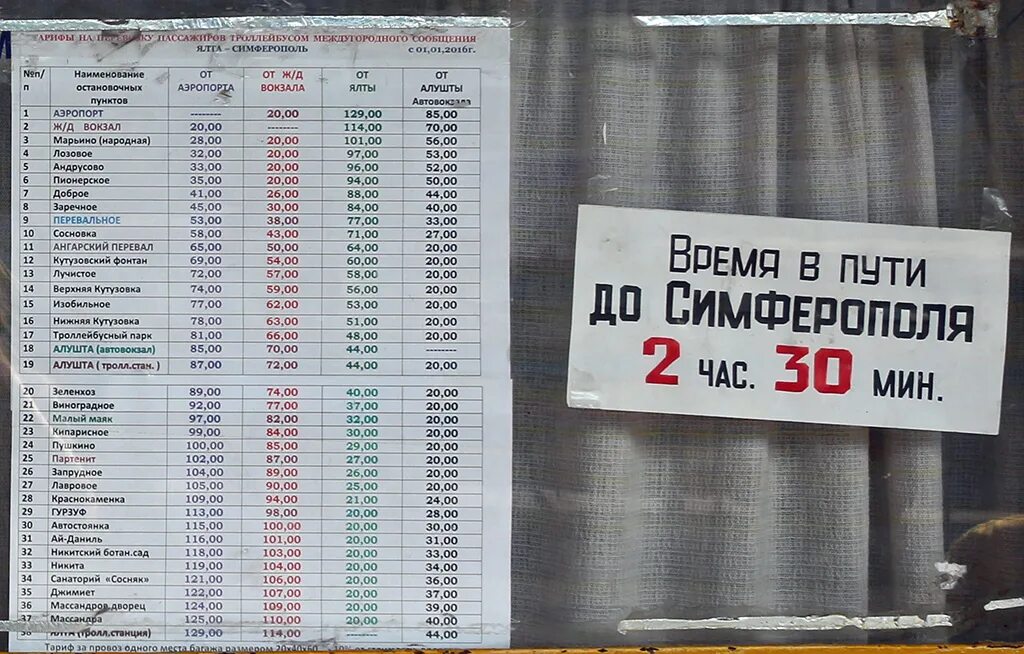 ТАРИФЫ НА ПЕРЕВОЗКУ ПАССАЖИРОВ ТРОЛЛЕЙБУСОМ МЕЖДУГОРОДНОГО СООБЩЕНИЯ
ЯЛТА – СИМФЕРОПОЛЬ с 01,01,2016г.
№п/п Наименование остановочных пунктов ОТ АЭРОПОРТА ОТ Ж/Д ВОКЗАЛА ОТ ЯЛТЫ ОТ АЛУШТЫ Автовокзала
1 АЭРОПОРТ -------- 20,00 129,00 85,00
2 Ж/Д ВОКЗАЛ 20,00 -------- 114,00 70,00
3 Марьино (народная) 28,00 20,00 101,00 56,00
4 Лозовое 32,00 20,00 97,00 53,00
5 Андрусово 33,00 20,00 96,00 52,00
6 Пионерское 35,00 20,00 94,00 50,00
7 Доброе 41,00 26,00 88,00 44,00
8 Заречное 45,00 30,00 84,00 40,00
9 ПЕРЕВАЛЬНОЕ 53,00 38,00 77,00 33,00
10 Сосновка 58,00 43,00 71,00 27,00
11 АНГАРСКИЙ ПЕРЕВАЛ 65,00 50,00 64,00 20,00
12 Кутузовский фонтан 69,00 54,00 60,00 20,00
13 Лучистое 72,00 57,00 58,00 20,00
14 Верхняя Кутузовка 74,00 59,00 56,00 20,00
15 Изобильное 77,00 62,00 53,00 20,00
16 Нижняя Кутузовка 78,00 63,00 51,00 20,00
17 Троллейбусный парк 81,00 66,00 48,00 20,00
18 АЛУШТА (автовокзал) 85,00 70,00 44,00 --------
19 АЛУШТА ( тролл.стан. ) 87,00 72,00 44,00 20,00
20 Зеленхоз 89,00 74,00 40,00 20,00
21 Виноградное 92,00 77,00 37,00 20,00
22 Малый маяк 97,00 82,00 32,00 20,00
23 Кипарисное 99,00 84,00 30,00 20,00
24 Пушкино 100,00 85,00 29,00 20,00
25 Партенит 102,00 87,00 27,00 20,00
26 Запрудное 104,00 89,00 26,00 20,00
27 Лавровое 105,00 90,00 25,00 20,00
28 Краснокаменка 109,00 94,00 21,00 24,00
29 ГУРЗУФ 113,00 98,00 20,00 28,00
30 Автостоянка 115,00 100,00 20,00 30,00
31 Ай-Даниль 116,00 101,00 20,00 31,00
32 Никитский ботан.сад 118,00 103,00 20,00 33,00
33 Никита 119,00 104,00 20,00 34,00
34 Санаторий «Сосняк» 121,00 106,00 20,00 36,00
35 Джимиет 122,00 107,00 20,00 37,00
36 Массандров.дворец 124,00 109,00 20,00 39,00
37 Массандра 125,00 110,00 20,00 40,00
38 ЯЛТА (тролл.станция) 129,00 114,00 -------- 44,00
Тариф за провоз одного места багажа размером 20х40х60
Время в пути
до Симферополя
2 час. 30 мин.